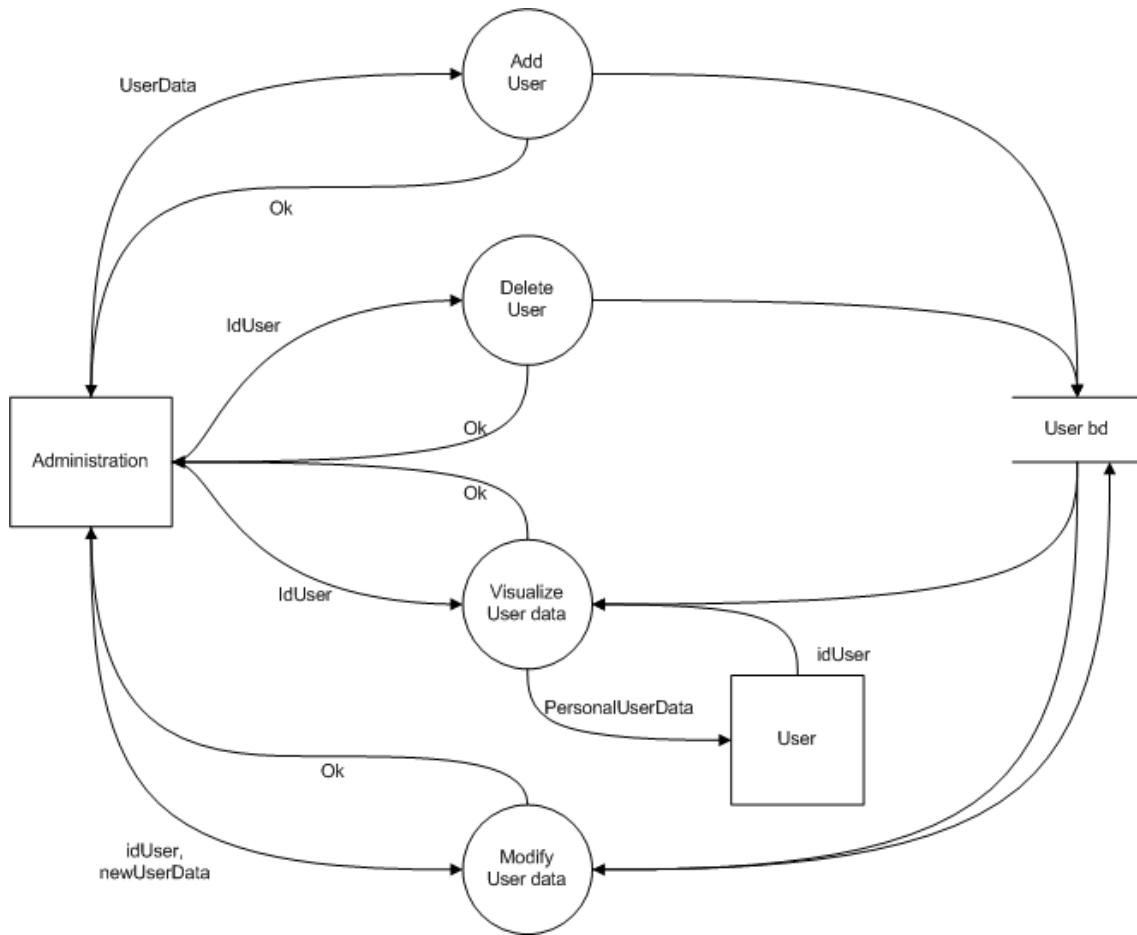 Add
User
UserData
Ok
Delete
User
IdUser
Ok
Administration
User bd
Ok
Visualize
User data
IdUser
idUser
PersonalUserData
User
Ok
idUser,
newUserData
Modify
User data